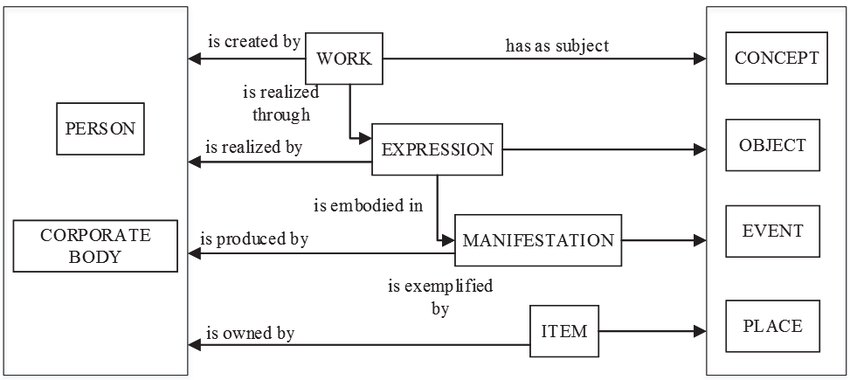 is created by
WORK
has as subject
CONCEPT
is realized
through
PERSON
is realized by
EXPRESSION
OBJECT
is embodied in
CORPORATE
BODY
is produced by
MANIFESTATION
EVENT
is exemplified
by
is owned by
ITEM
PLACE